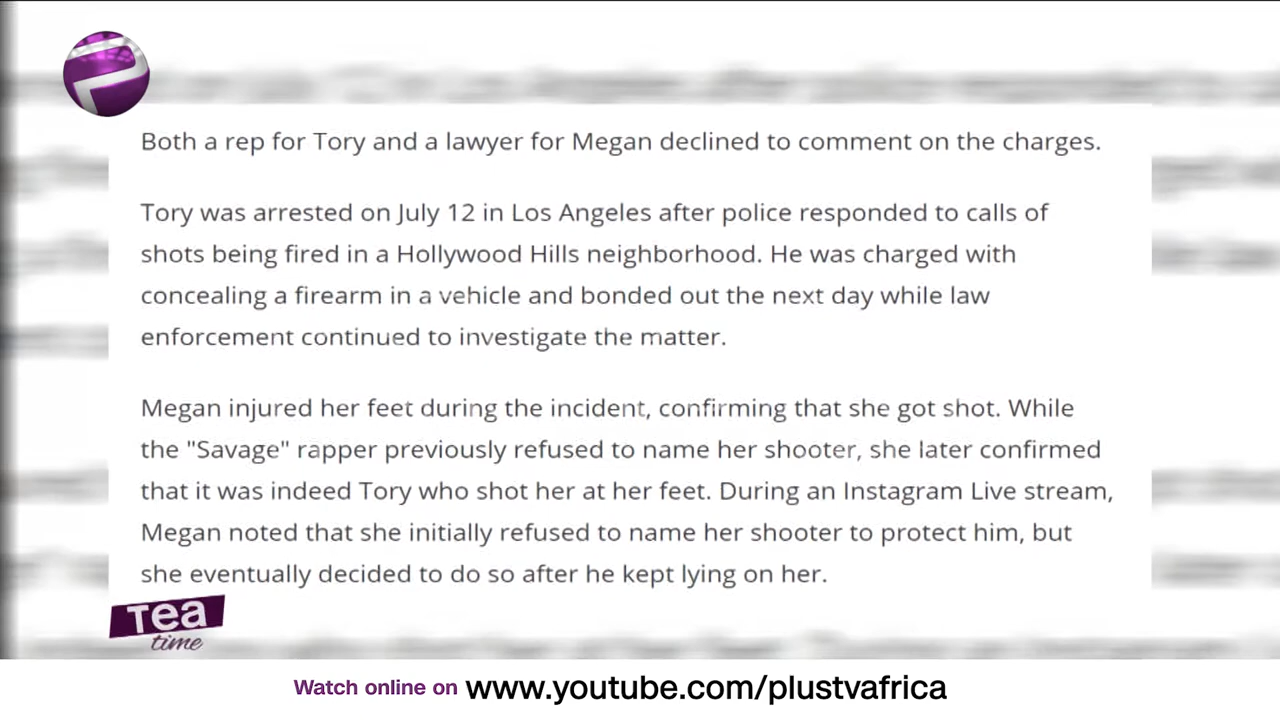 Both a rep for Tory and a lawyer for Megan declined to comment on the charges.
Tory was arrested on July 12 in Los Angeles after police responded to calls of
shots being fired in a Hollywood Hills neighborhood. He was charged with
concealing a firearm in a vehicle and bonded out the next day while law
enforcement continued to investigate the matter.
Megan injured her feet during the incident, confirming that she got shot. While
the "Savage" rapper previously refused to name her shooter, she later confirmed
that it was indeed Tory who shot her at her feet. During an Instagram Live stream,
Megan noted that she initially refused to name her shooter to protect him, but
she eventually decided to do so after he kept lying on her.
Tea
time
Watch online on www.youtube.com/plustvafrica